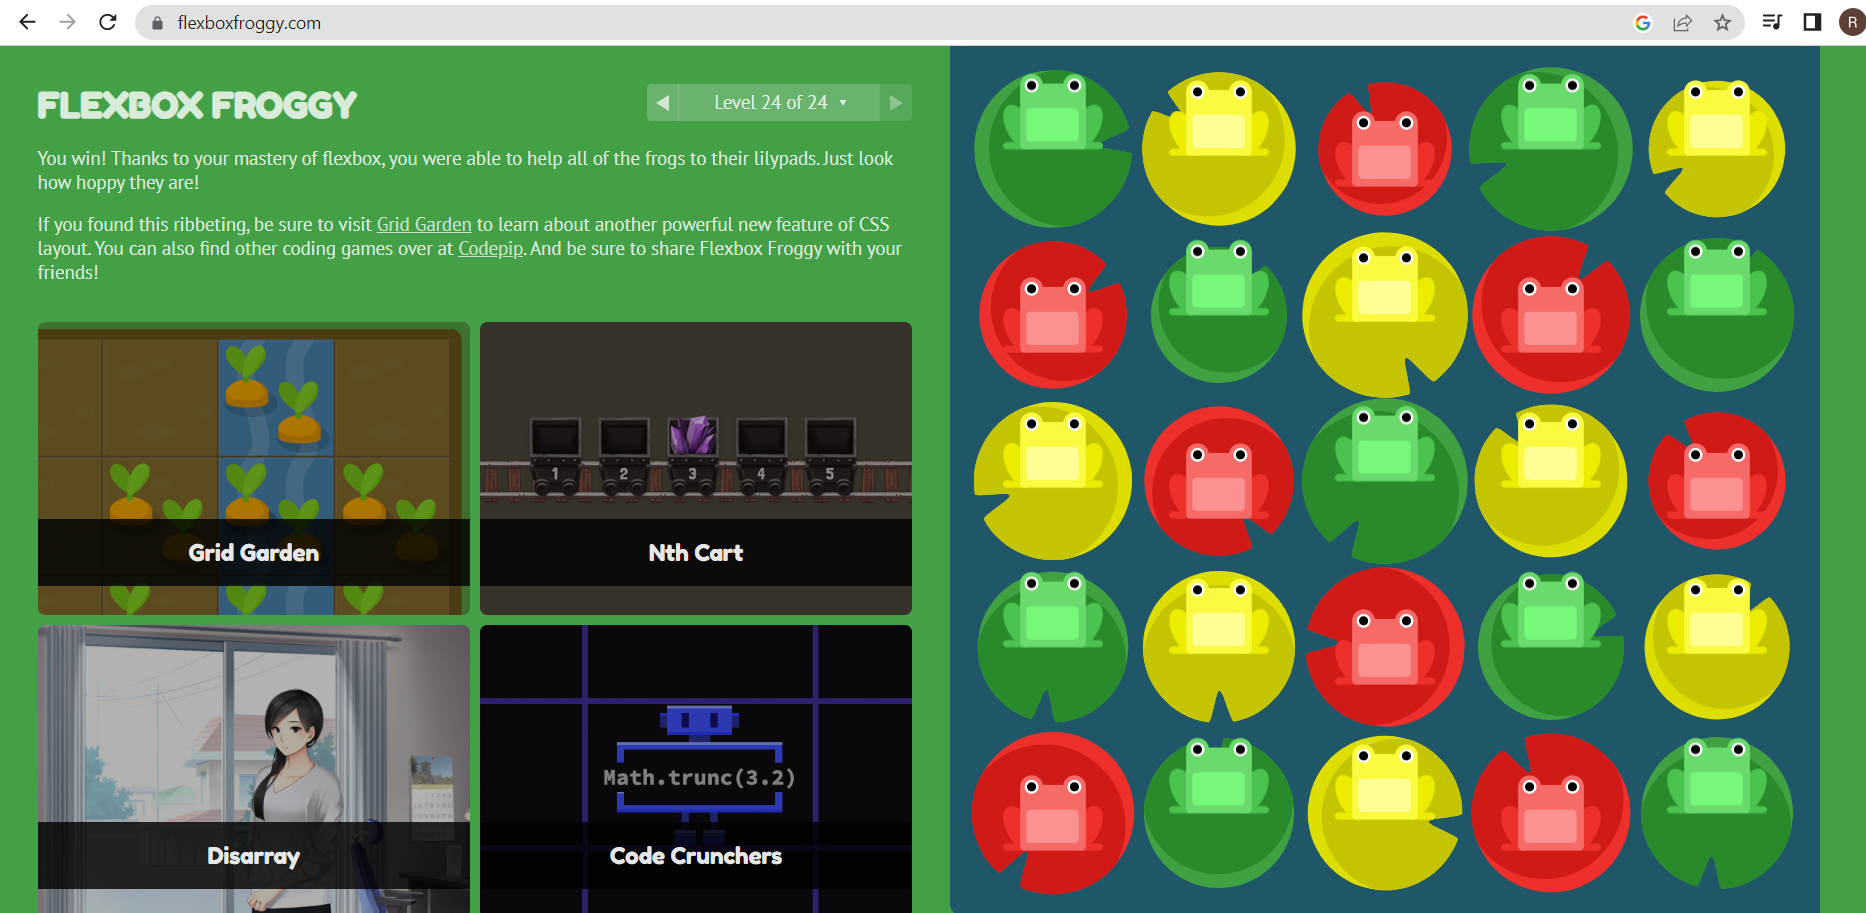 flexboxfroggy.com
R
FLEXBOX FROGGY
Level 24 of 24
You win! Thanks to your mastery of flexbox, you were able to help all of the frogs to their lilypads. Just look
how hoppy they are!
If you found this ribbeting, be sure to visit Grid Garden to learn about another powerful new feature of CSS
layout. You can also find other coding games over at Codepip. And be sure to share Flexbox Froggy with your
friends!
1 2 3 4 5
Grid Garden
Nth Cart
Math.trunc(3.2)
Disarray
Code Crunchers